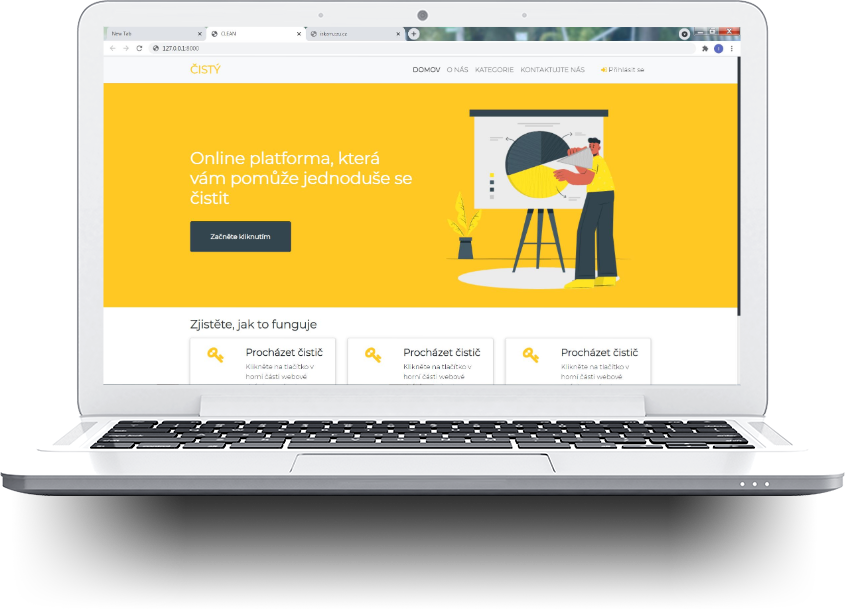 New Tab
CLEAN
127.0.0.1:8000
ČISTÝ
DOMOV O NÁS KATEGORIE KONTAKTUJTE NÁS Přihlásit se
Online platforma, která
vám pomůže jednoduše se
čistit
Začněte kliknutím
Zjistěte, jak to funguje
Procházet čistič
Klikněte na tlačítko v
horní části webové
Procházet čistič
Klikněte na tlačítko v
horní části webové
Procházet čistič
Klikněte na tlačítko v
horní části webové